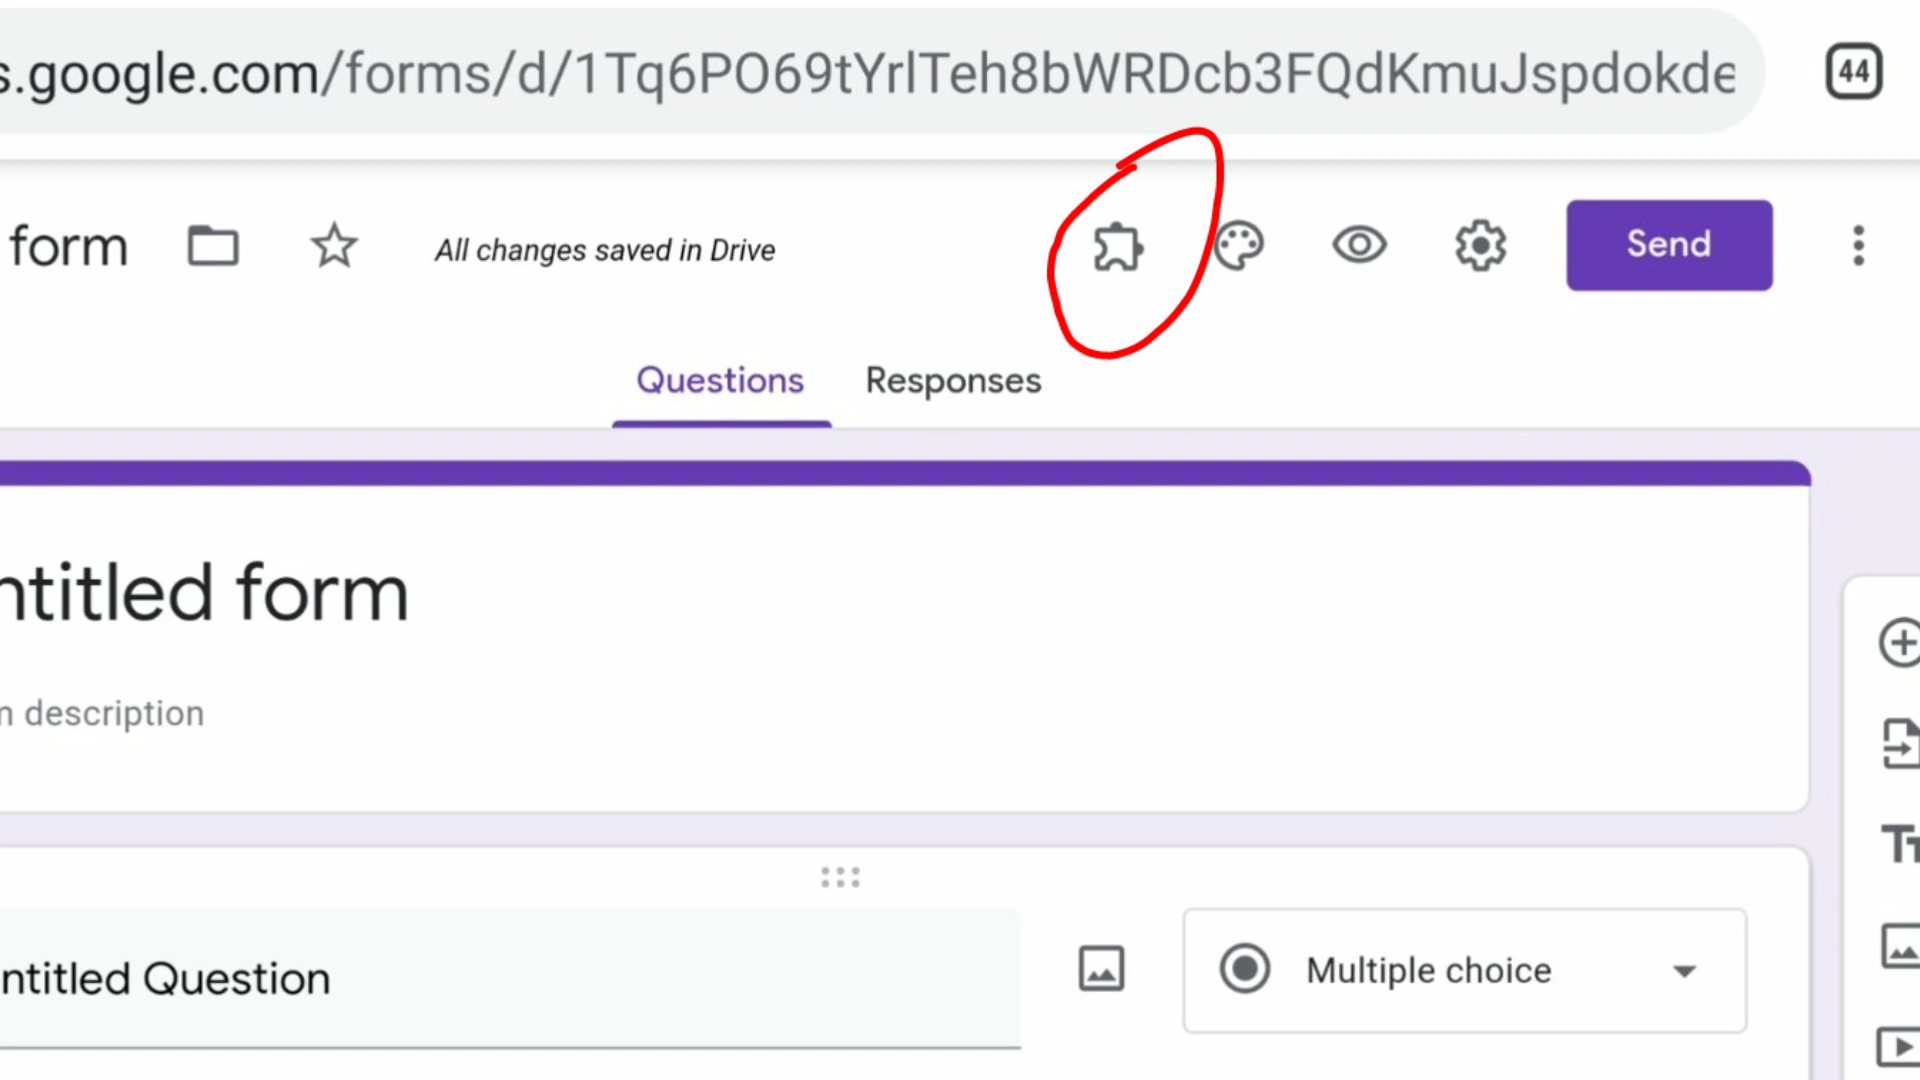 s.google.com/forms/d/1Tq6PO69tYrlTeh8bWRDcb3FQdKmuJspdokde
44
form
All changes saved in Drive
Send
Questions
Responses
ntitled form
n description
Tт
ntitled Question
Multiple choice